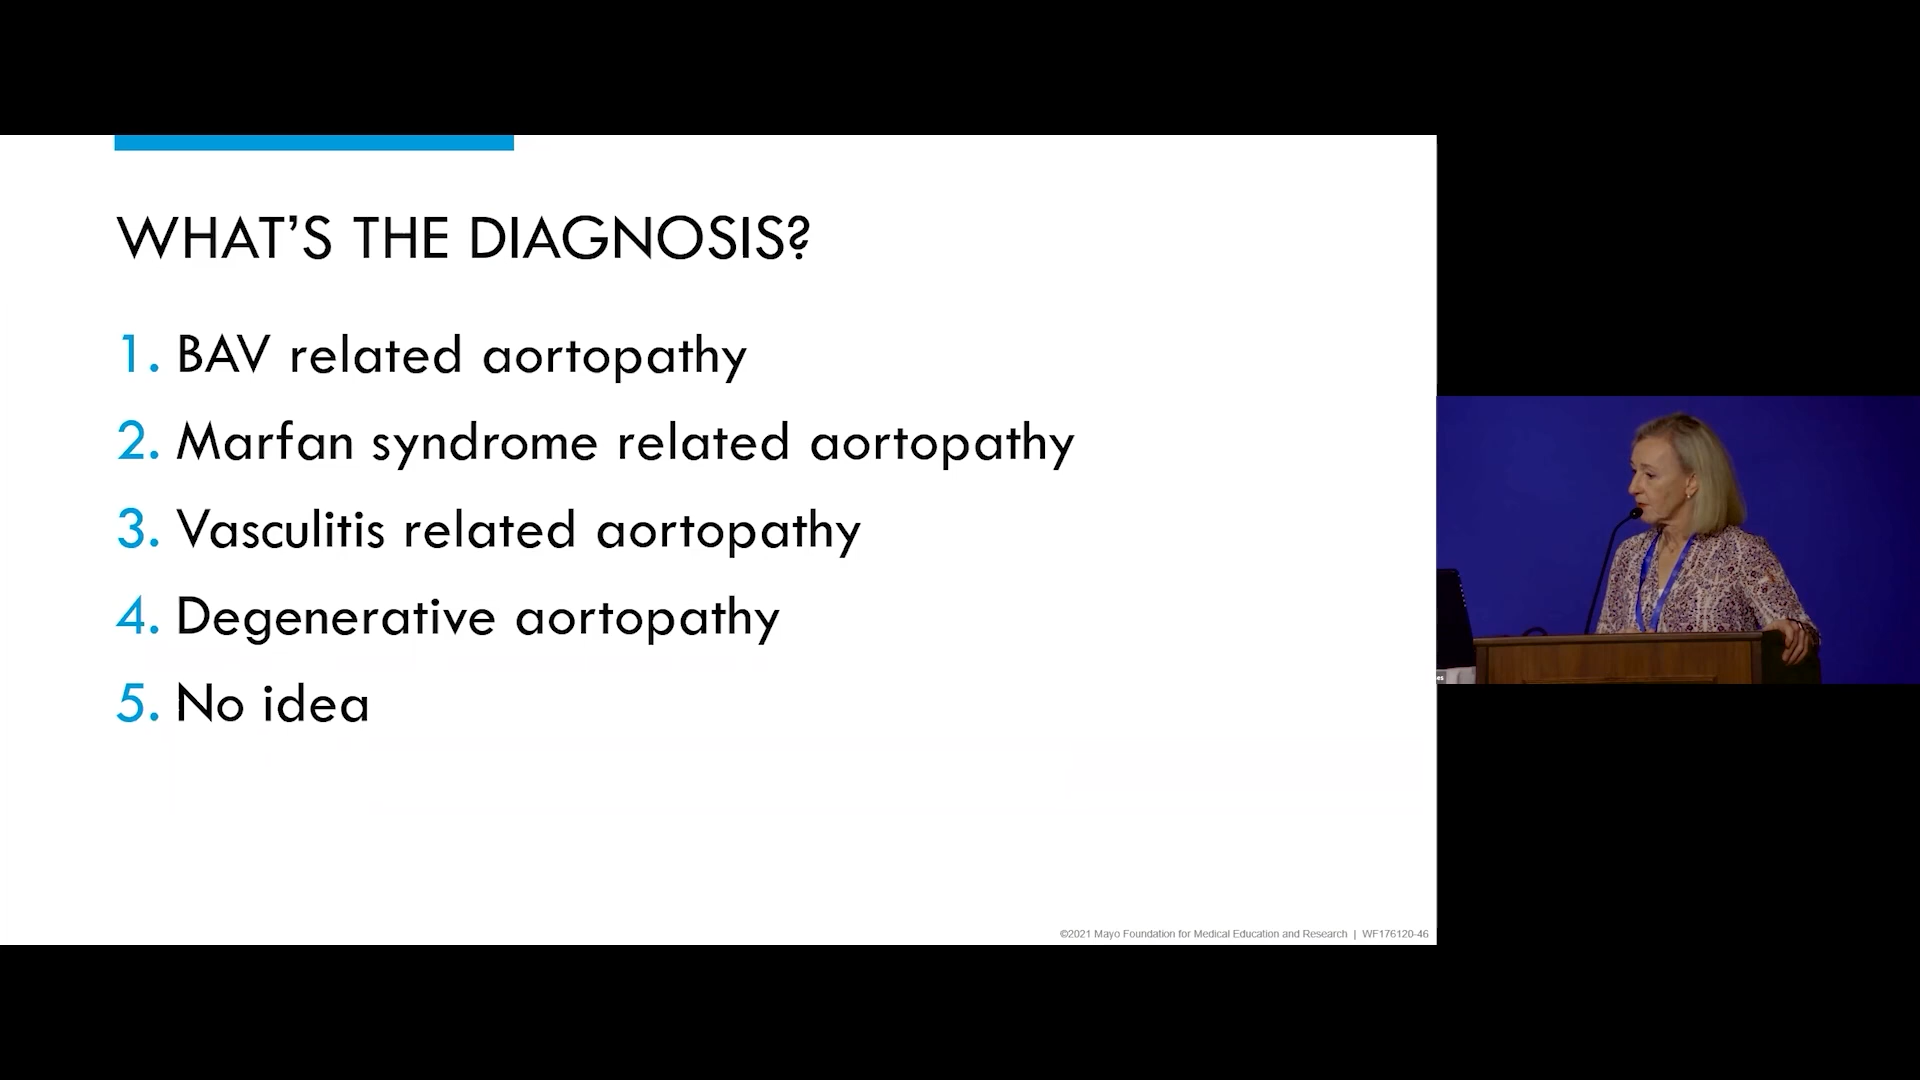 WHAT’S THE DIAGNOSIS?
1. BAV related aortopathy
2. Marfan syndrome related aortopathy
3. Vasculitis related aortopathy
4. Degenerative aortopathy
5. No idea
©2021 Mayo Foundation for Medical Education and Research | WF176120-46